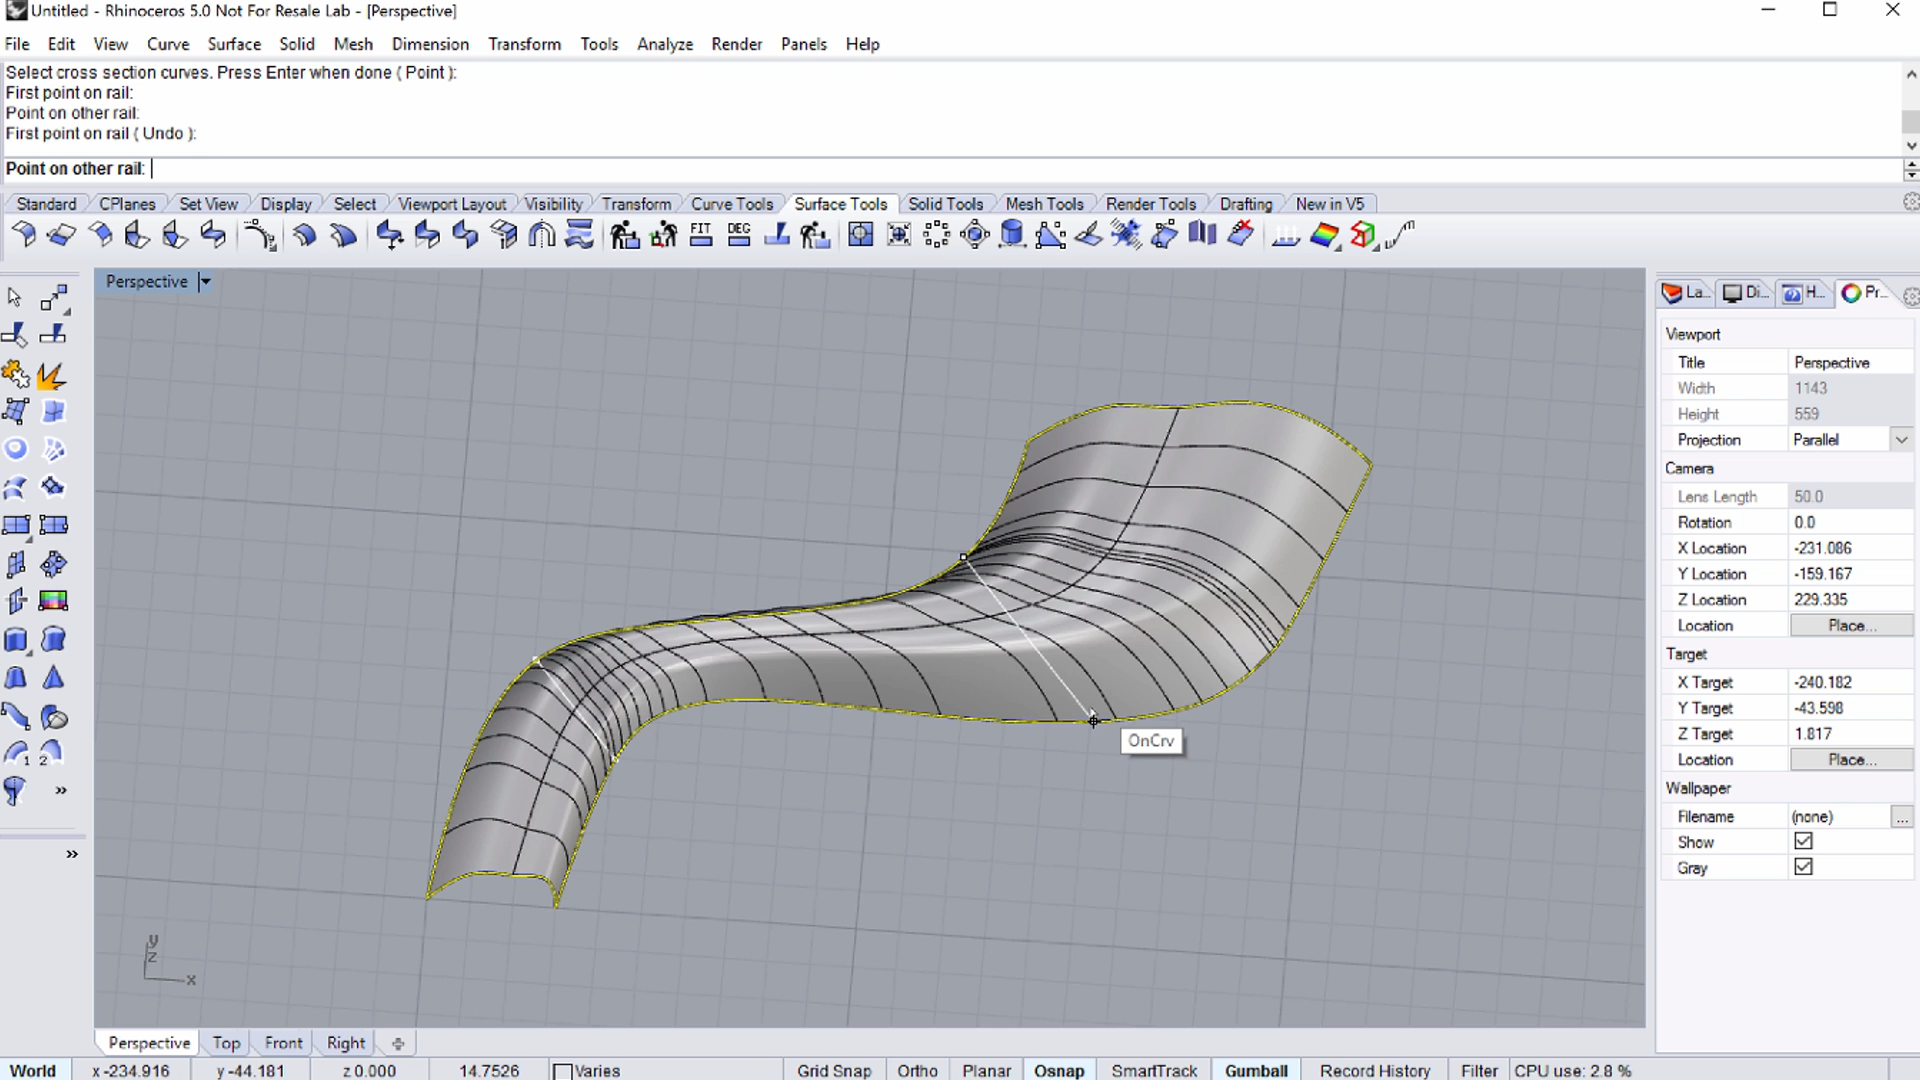 Untitled - Rhinoceros 5.0 Not For Resale Lab - [Perspective]
File Edit View Curve Surface Solid Mesh Dimension Transform Tools Analyze Render Panels Help
Select cross section curves. Press Enter when done ( Point ):
First point on rail:
Point on other rail:
First point on rail ( Undo ):
Point on other rail:
Standard CPlanes Set View Display Select Viewport Layout Visibility Transform Curve Tools Surface Tools Solid Tools Mesh Tools Render Tools Drafting New in V5
FIT DEG
Perspective
La... Di... H... Pr...
Viewport
Title Perspective
Width 1143
Height 559
Projection Parallel
Camera
Lens Length 50.0
Rotation 0.0
X Location -231.086
Y Location -159.167
Z Location 229.335
Location Place...
Target
X Target -240.182
Y Target -43.598
Z Target 1.817
Location Place...
Wallpaper
Filename (none) ...
Show
Gray
OnCrv
1 2
y
z
x
Perspective Top Front Right
World x -234.916 y -44.181 z 0.000 14.7526 Varies Grid Snap Ortho Planar Osnap SmartTrack Gumball Record History Filter CPU use: 2.8 %